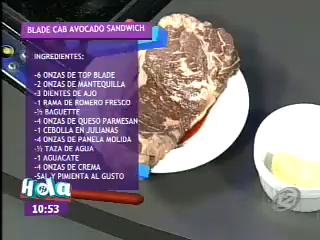 BLADE CAB AVOCADO SANDWICH
INGREDIENTES:
-6 ONZAS DE TOP BLADE
-2 ONZAS DE MANTEQUILLA
-3 DIENTES DE AJO
-1 RAMA DE ROMERO FRESCO
-½ BAGUETTE
-4 ONZAS DE QUESO PARMESAN
-1 CEBOLLA EN JULIANAS
-4 ONZAS DE PANELA MOLIDA
-½ TAZA DE AGUA
-1 AGUACATE
-4 ONZAS DE CREMA
-SAL Y PIMIENTA AL GUSTO
Hola
10:53